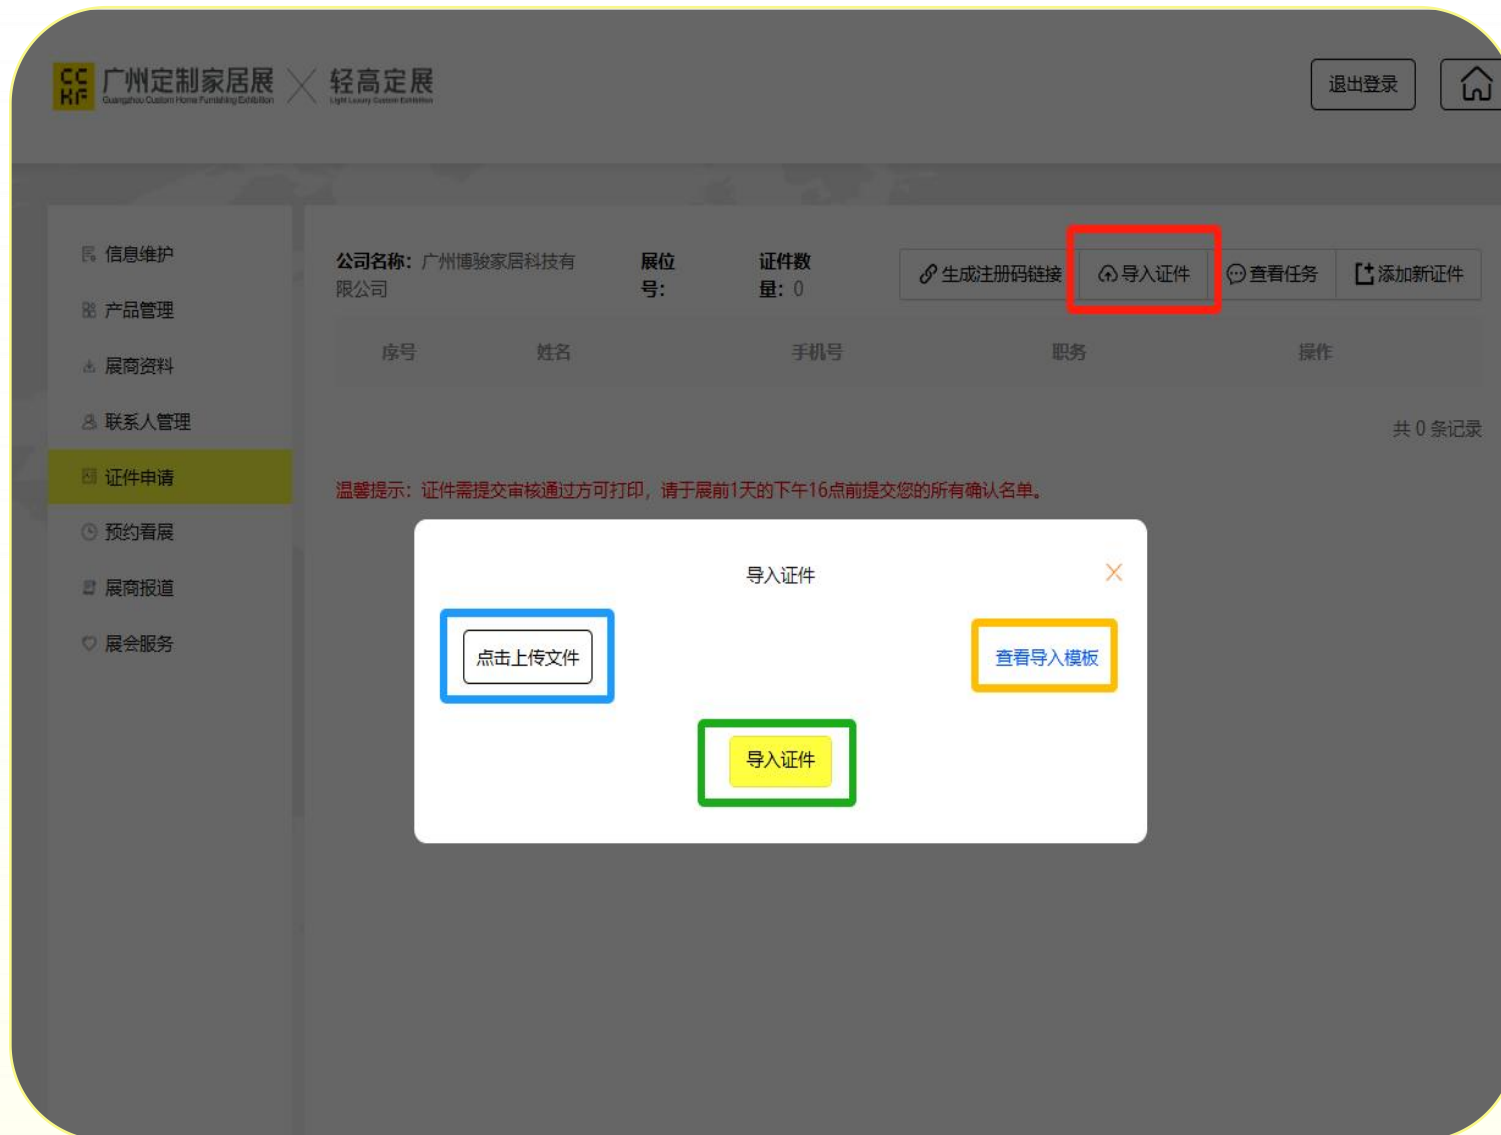 CC
KF
广州定制家居展
Guangzhou Custom Home Furnishing Exhibition
轻高定展
Light Luxury Custom Exhibition
退出登录
信息维护
产品管理
展商资料
联系人管理
证件申请
预约看展
展商报道
展会服务
公司名称：广州博骏家居科技有
限公司
展位
号：
证件数
量：0
生成注册码链接
导入证件
查看任务
添加新证件
序号 姓名 手机号 职务 操作
共 0 条记录
温馨提示：证件需提交审核通过方可打印，请于展前1天的下午16点前提交您的所有确认名单。
导入证件
点击上传文件
查看导入模板
导入证件